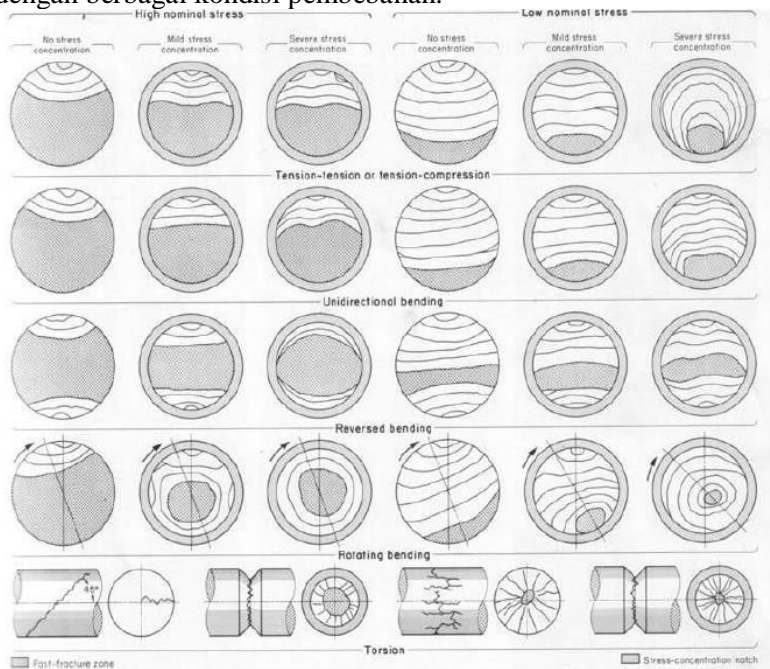 dengan berbagai kondisi pembebanan.
High nominal stress Low nominal stress
No stress concentration Mild stress concentration Severe stress concentration No stress concentration Mild stress concentration Severe stress concentration
Tension-tension or tension-compression
Unidirectional bending
Reversed bending
Rotating bending
45°
Torsion
Fast-fracture zone Stress-concentration notch